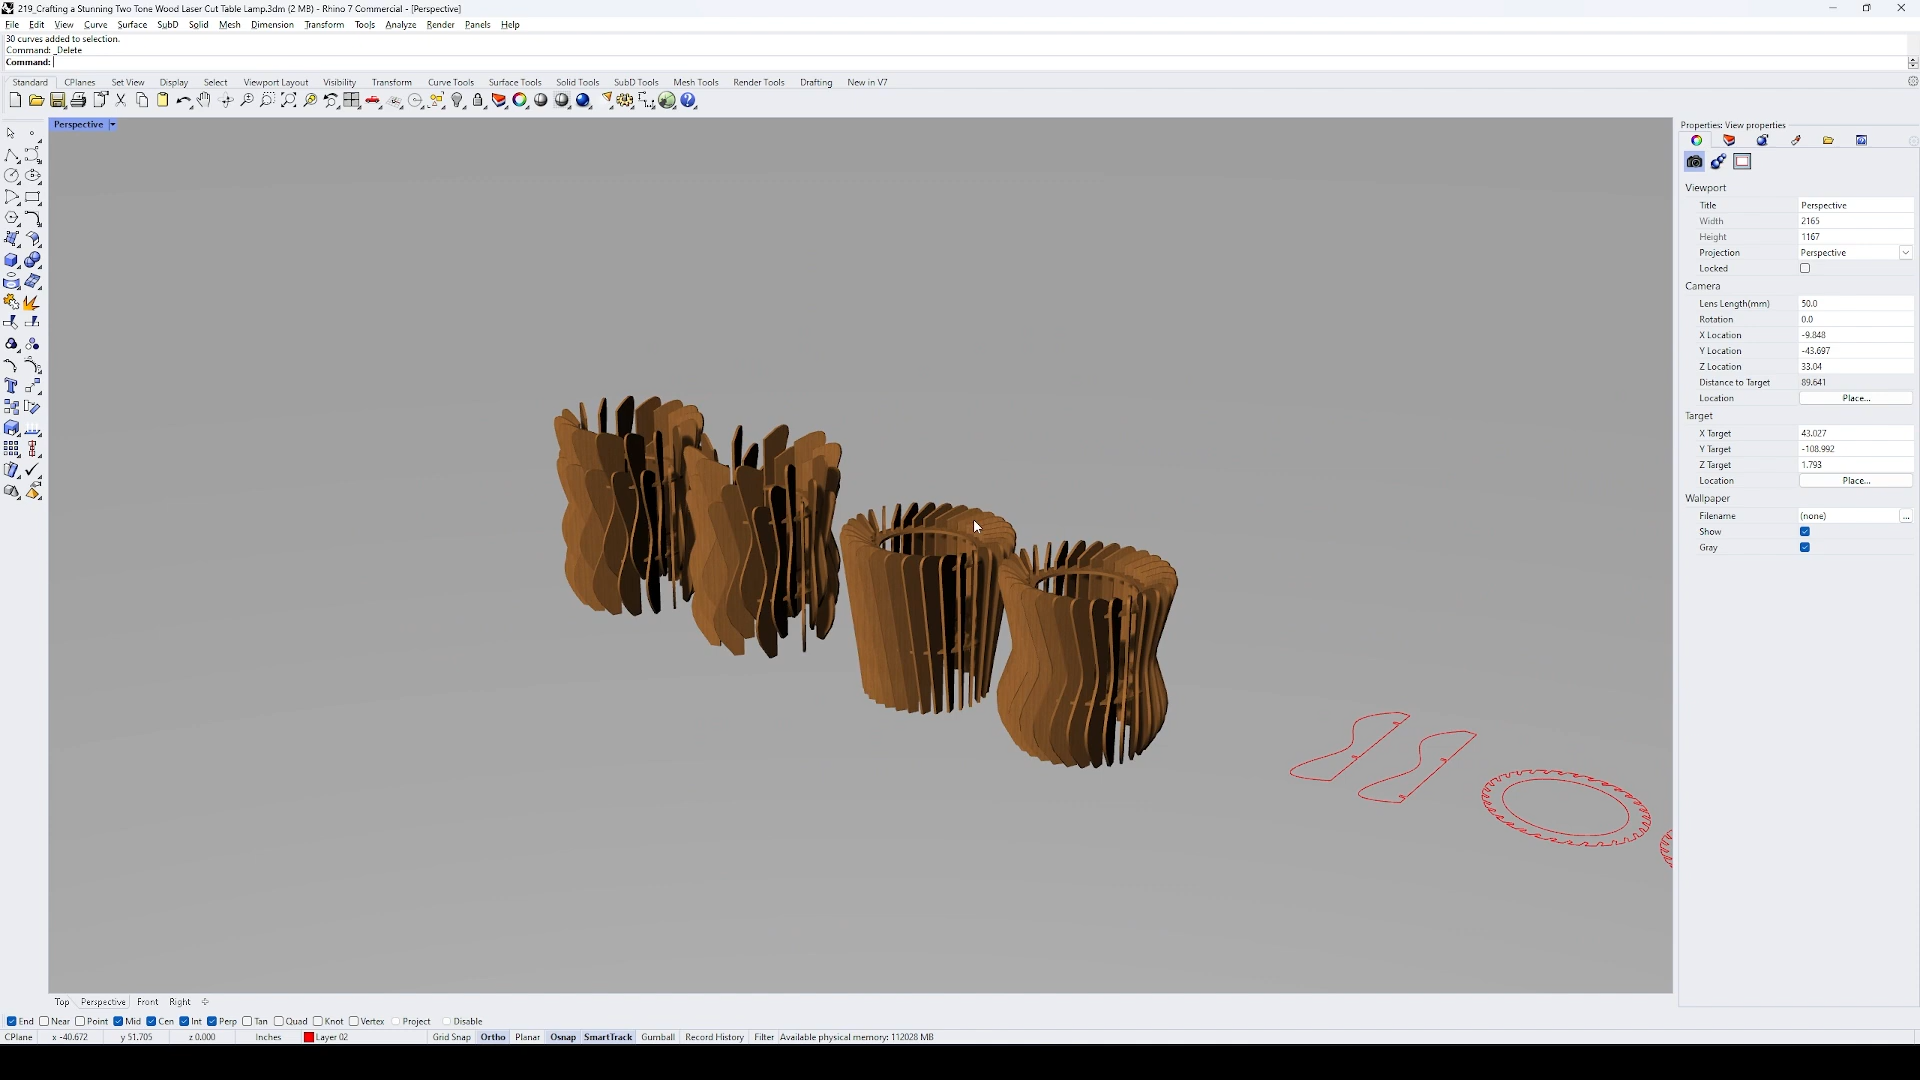 219_Crafting a Stunning Two Tone Wood Laser Cut Table Lamp.3dm (2 MB) - Rhino 7 Commercial - [Perspective]
File Edit View Curve Surface SubD Solid Mesh Dimension Transform Tools Analyze Render Panels Help
30 curves added to selection.
Command: _Delete
Command:
Standard CPlanes Set View Display Select Viewport Layout Visibility Transform Curve Tools Surface Tools Solid Tools SubD Tools Mesh Tools Render Tools Drafting New in V7
Perspective
Properties: View properties
Viewport
Title Perspective
Width 2165
Height 1167
Projection Perspective
Locked
Camera
Lens Length(mm) 50.0
Rotation 0.0
X Location -9.848
Y Location -43.697
Z Location 33.04
Distance to Target 89.641
Location Place...
Target
X Target 43.027
Y Target -108.992
Z Target 1.793
Location Place...
Wallpaper
Filename (none) ...
Show
Gray
Top Perspective Front Right
End Near Point Mid Cen Int Perp Tan Quad Knot Vertex Project Disable
CPlane x -40.672 y 51.705 z 0.000 Inches Layer 02 Grid Snap Ortho Planar Osnap SmartTrack Gumball Record History Filter Available physical memory: 112028 MB